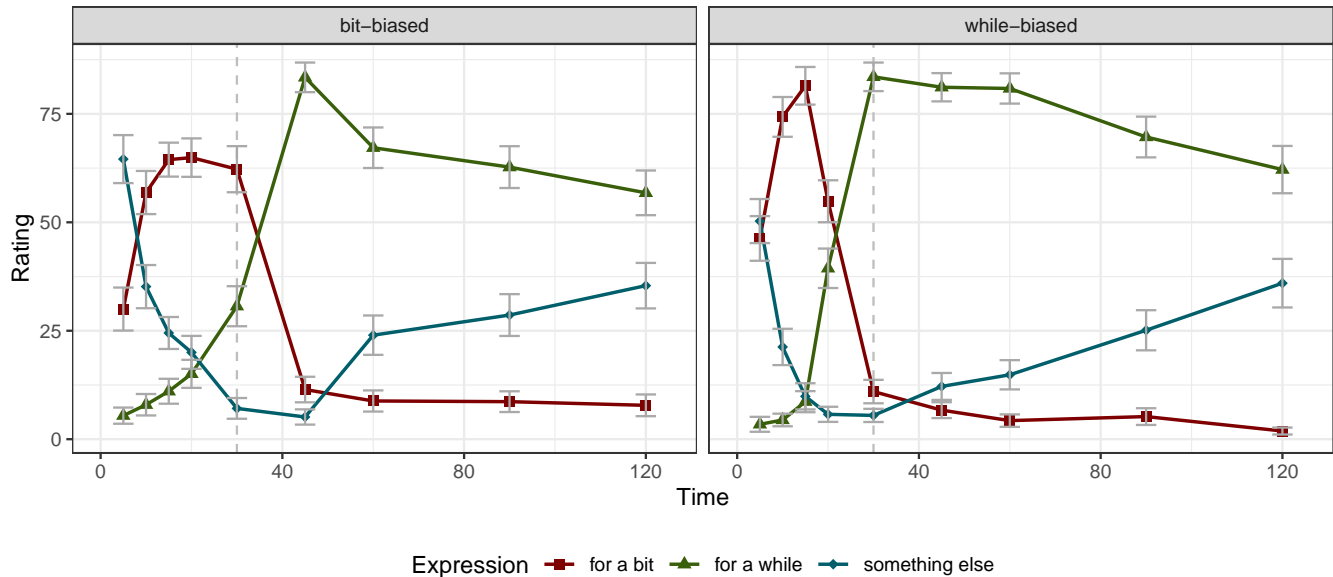 bit−biased
while−biased
Rating
75
50
25
0
0
40
80
120
0
40
80
120
Time
Expression for a bit for a while something else